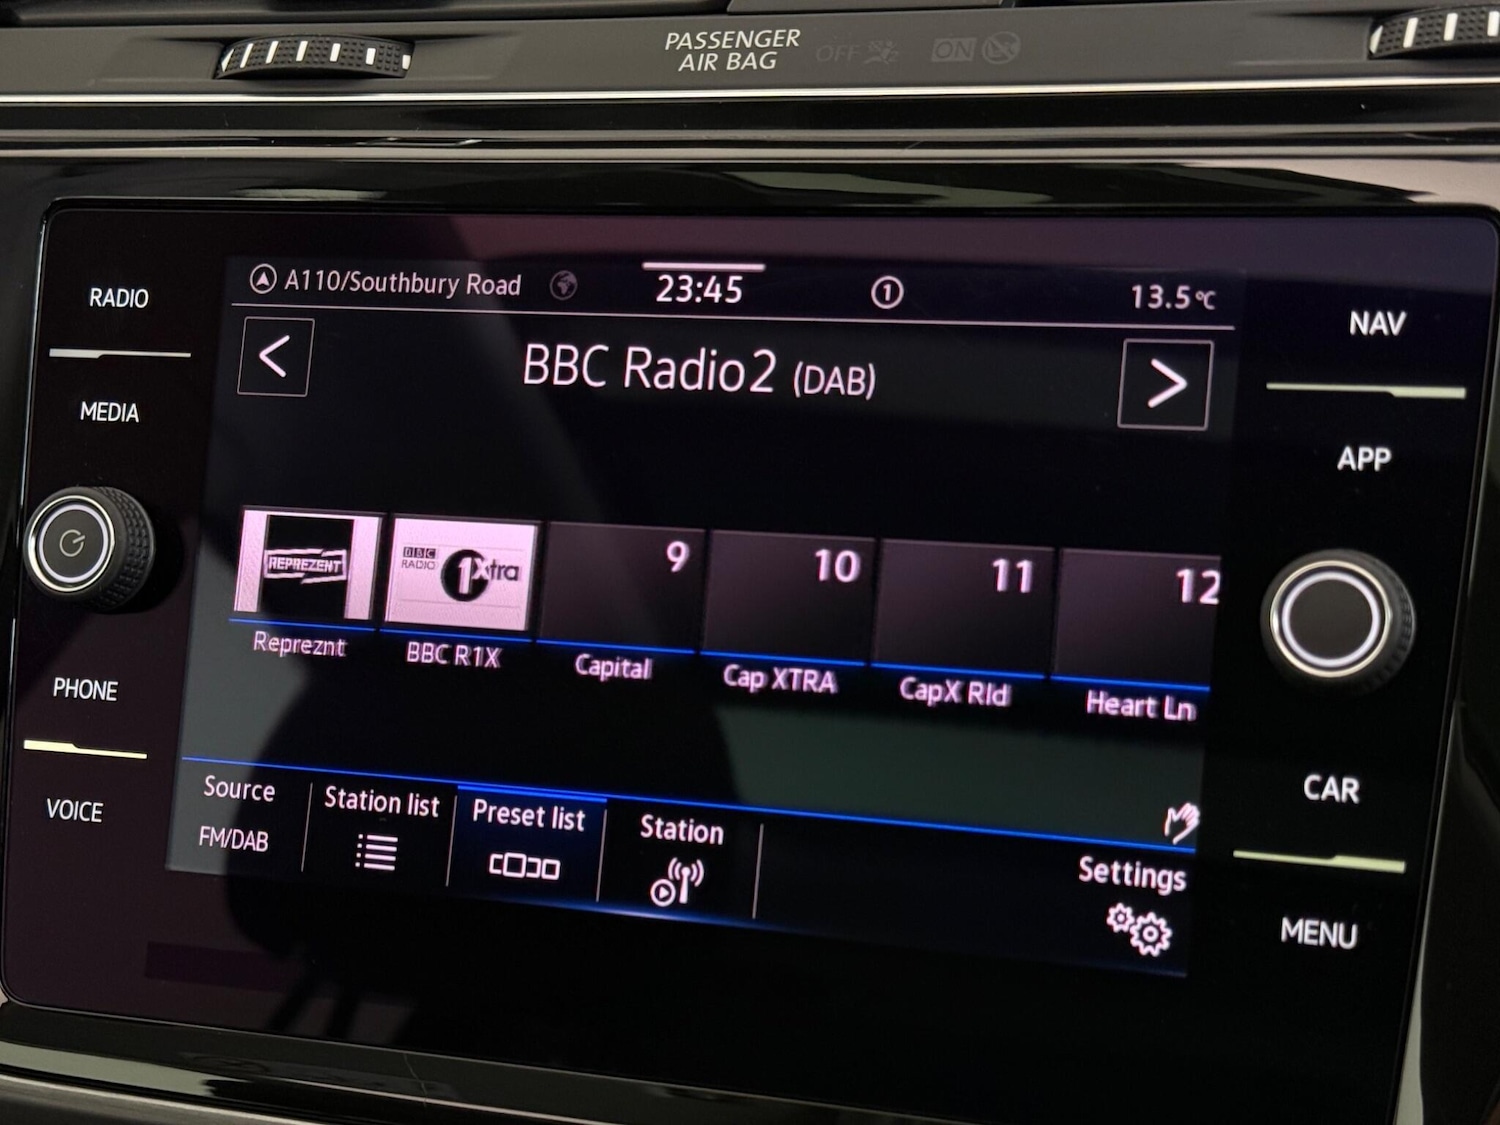 PASSENGER
AIR BAG
OFF
ON
RADIO
MEDIA
PHONE
VOICE
A110/Southbury Road
23:45
1
13.5°C
<
BBC Radio2 (DAB)
>
REPREZENT
BBC
RADIO
1Xtra
9
10
11
12
Repreznt
BBC R1X
Capital
Cap XTRA
CapX Rld
Heart Ln
Source
FM/DAB
Station list
Preset list
Station
Settings
NAV
APP
CAR
MENU